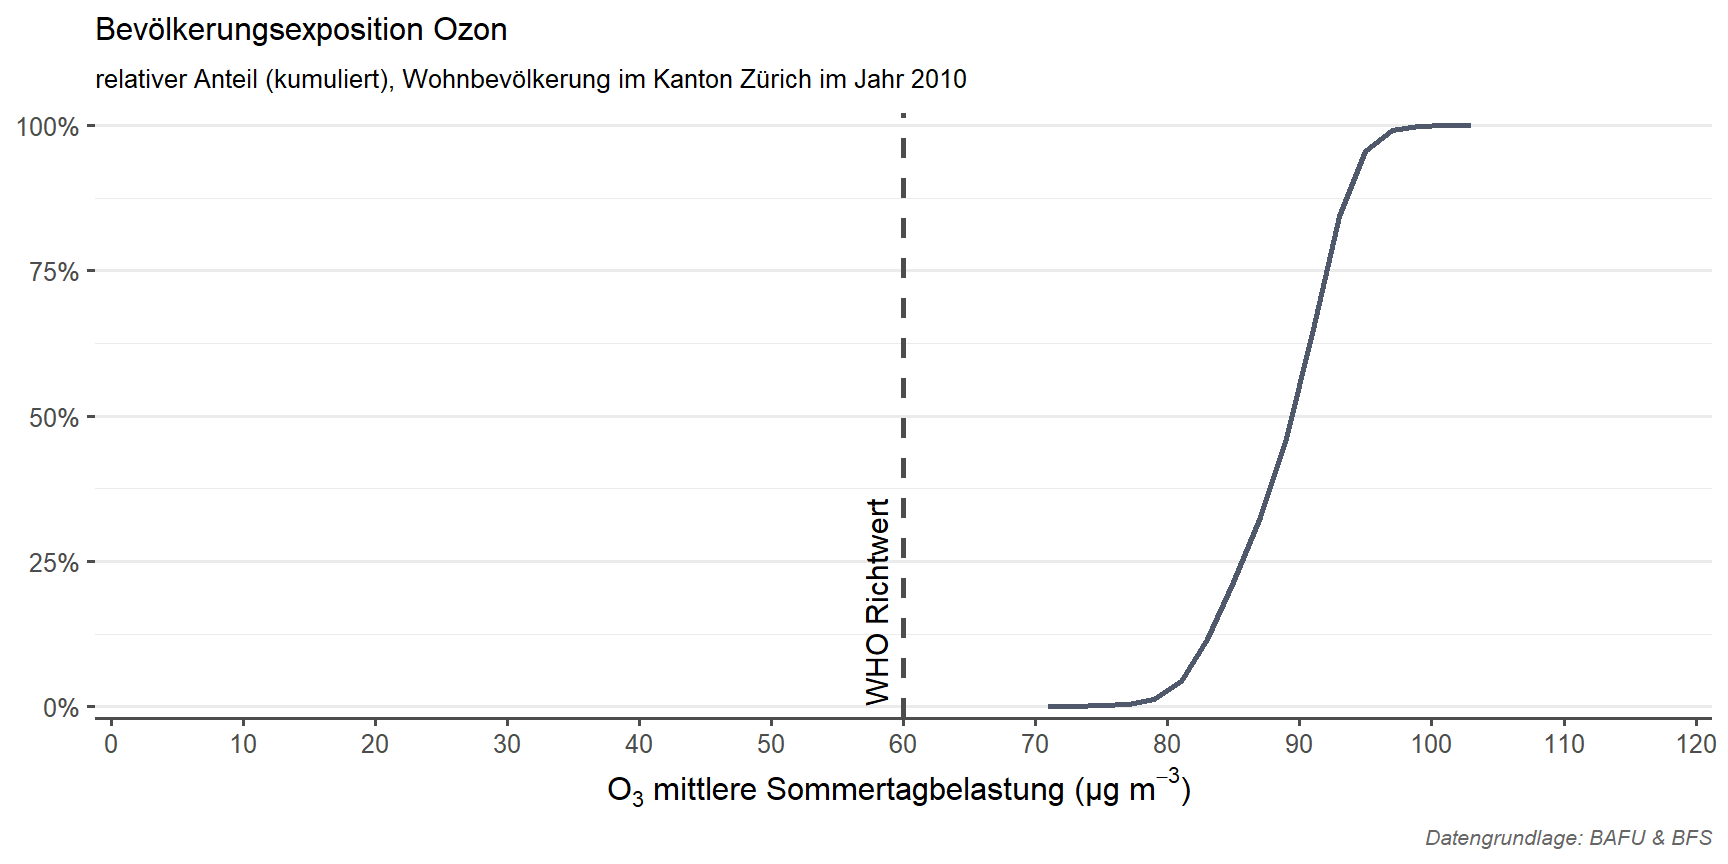 Bevölkerungsexposition Ozon
relativer Anteil (kumuliert), Wohnbevölkerung im Kanton Zürich im Jahr 2010
100%
75%
50%
25%
0%
WHO Richtwert
0 10 20 30 40 50 60 70 80 90 100 110 120
O₃ mittlere Sommertagbelastung (µg m⁻³)
Datengrundlage: BAFU & BFS